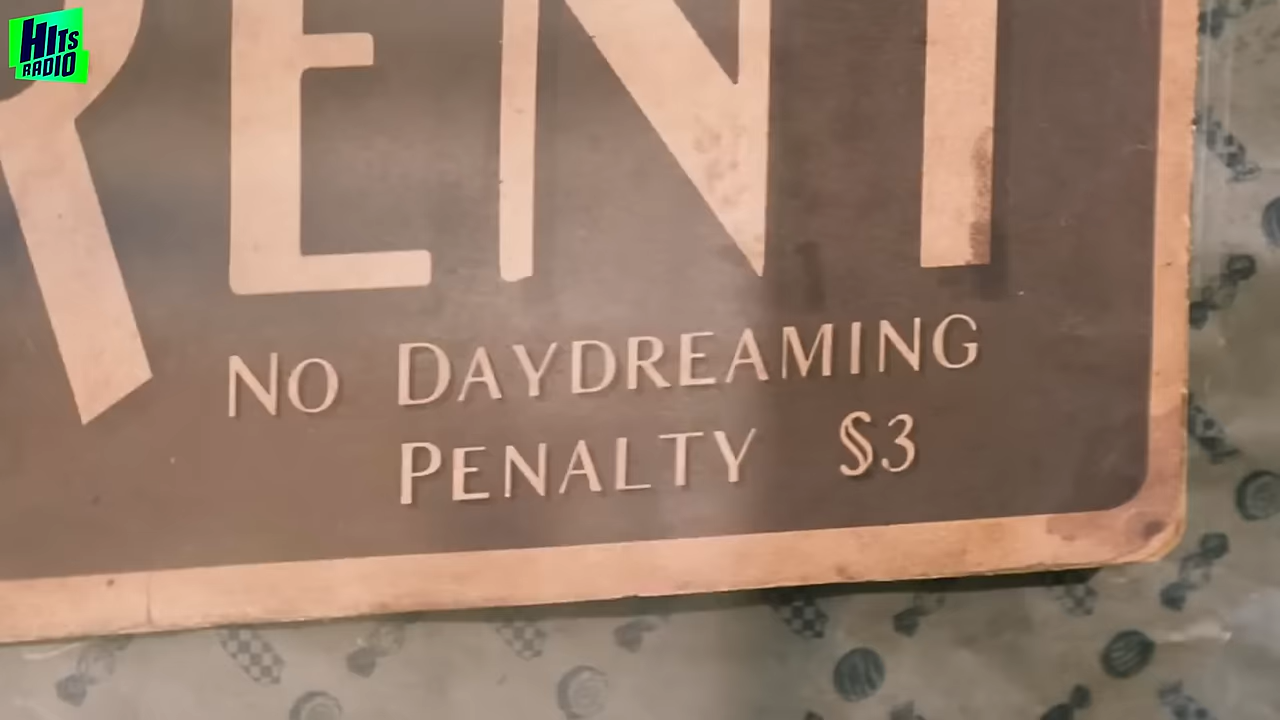 HITS
RADIO
RENT
NO DAYDREAMING
PENALTY $3